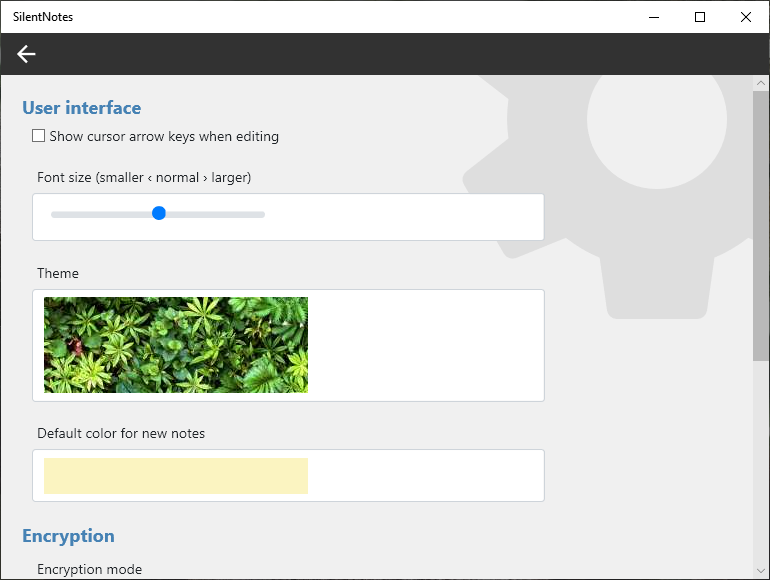 SilentNotes
User interface
Show cursor arrow keys when editing
Font size (smaller ‹ normal › larger)
Theme
Default color for new notes
Encryption
Encryption mode